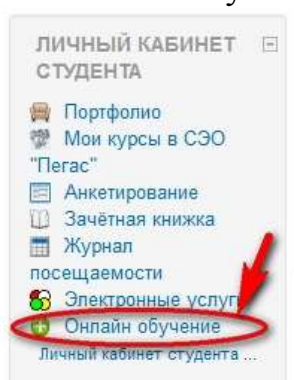 ЛИЧНЫЙ КАБИНЕТ
СТУДЕНТА
Портфолио
Мои курсы в СЭО
"Пегас"
Анкетирование
Зачётная книжка
Журнал
посещаемости
Электронные услуги
Онлайн обучение
Личный кабинет студента ...